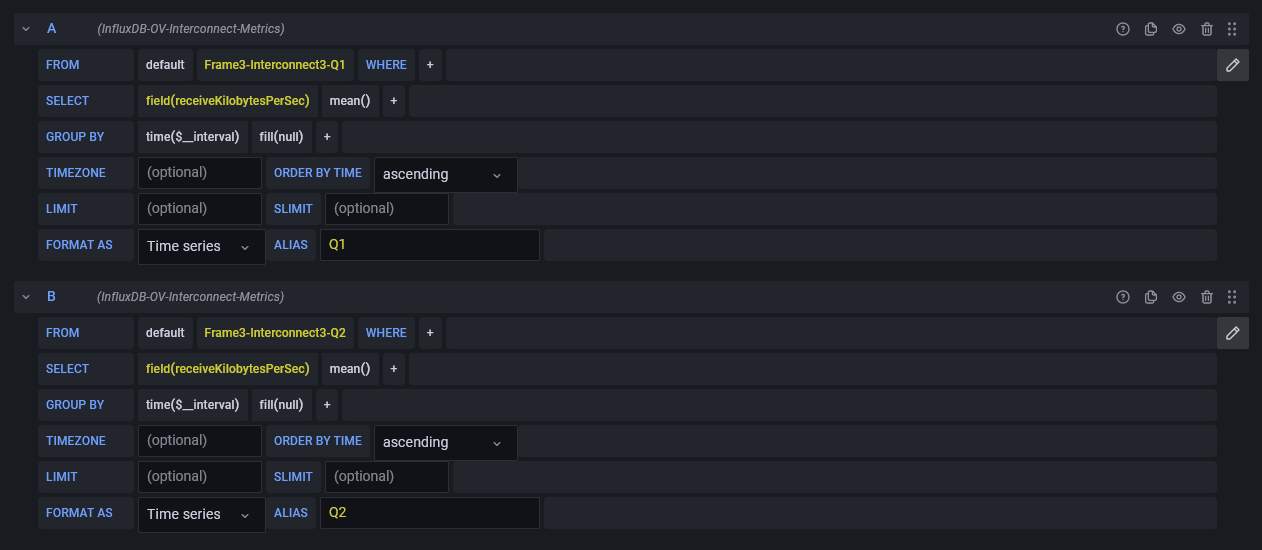 A (InfluxDB-OV-Interconnect-Metrics)
FROM default Frame3-Interconnect3-Q1 WHERE +
SELECT field(receiveKilobytesPerSec) mean() +
GROUP BY time($__interval) fill(null) +
TIMEZONE (optional) ORDER BY TIME ascending
LIMIT (optional) SLIMIT (optional)
FORMAT AS Time series ALIAS Q1
B (InfluxDB-OV-Interconnect-Metrics)
FROM default Frame3-Interconnect3-Q2 WHERE +
SELECT field(receiveKilobytesPerSec) mean() +
GROUP BY time($__interval) fill(null) +
TIMEZONE (optional) ORDER BY TIME ascending
LIMIT (optional) SLIMIT (optional)
FORMAT AS Time series ALIAS Q2